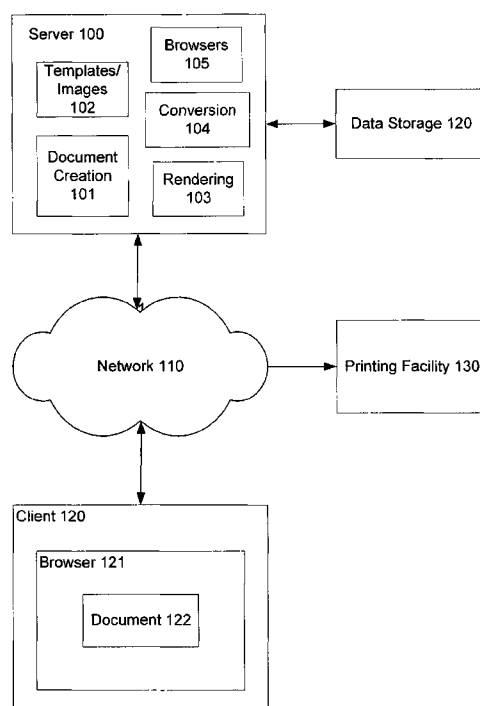 Server 100
Browsers
105
Templates/
Images
102
Conversion
104
Document
Creation
101
Rendering
103
Data Storage 120
Network 110
Printing Facility 130
Client 120
Browser 121
Document 122